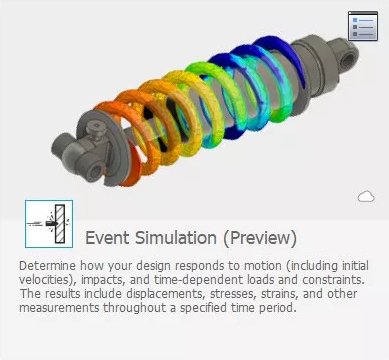 Event Simulation (Preview)
Determine how your design responds to motion (including initial
velocities), impacts, and time-dependent loads and constraints.
The results include displacements, stresses, strains, and other
measurements throughout a specified time period.